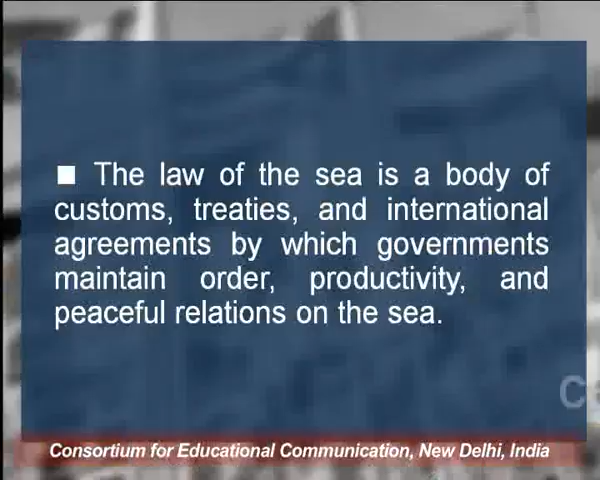 ■ The law of the sea is a body of
customs, treaties, and international
agreements by which governments
maintain order, productivity, and
peaceful relations on the sea.
Consortium for Educational Communication, New Delhi, India